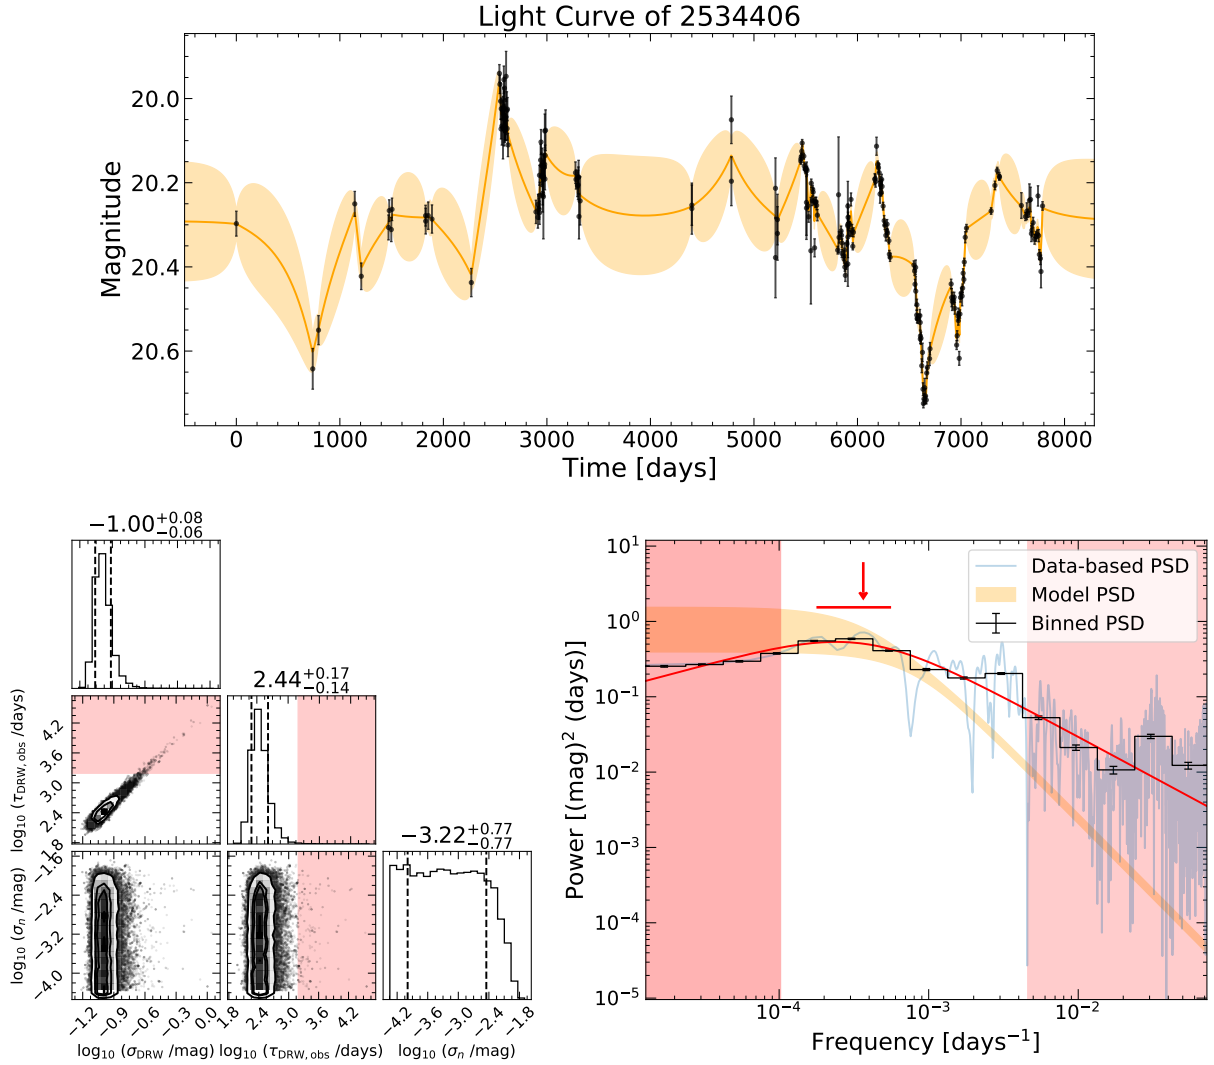 Light Curve of 2534406
20.0
20.2
20.4
20.6
Magnitude
0 1000 2000 3000 4000 5000 6000 7000 8000
Time [days]
−1.00 +0.08 −0.06
2.44 +0.17 −0.14
−3.22 +0.77 −0.77
log₁₀ (τ_DRW,obs /days)
4.2
3.6
3.0
2.4
1.8
log₁₀ (σₙ /mag)
−1.6
−2.4
−3.2
−4.0
−1.2 −0.9 −0.6 −0.3 0.0
log₁₀ (σ_DRW /mag)
1.8 2.4 3.0 3.6 4.2
log₁₀ (τ_DRW,obs /days)
−4.2 −3.6 −3.0 −2.4 −1.8
log₁₀ (σₙ /mag)
Data-based PSD
Model PSD
Binned PSD
10¹
10⁰
10⁻¹
10⁻²
10⁻³
10⁻⁴
10⁻⁵
Power [(mag)² (days)]
10⁻⁴ 10⁻³ 10⁻²
Frequency [days⁻¹]